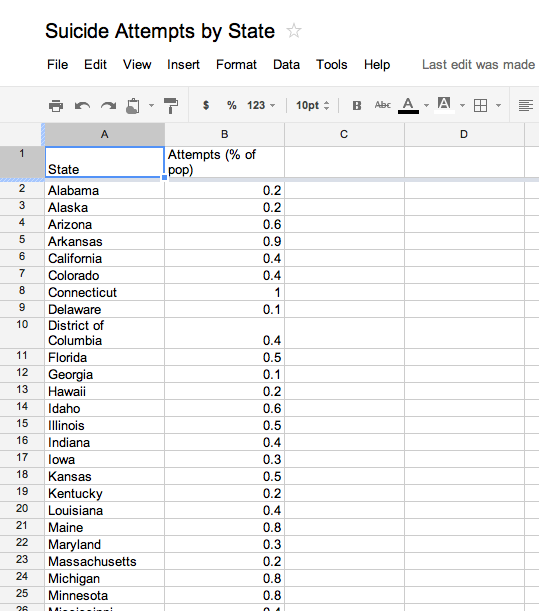 Suicide Attempts by State
File Edit View Insert Format Data Tools Help Last edit was made
$ % 123 10pt B Abc A A
A B C D
1 State Attempts (% of
pop)
2 Alabama 0.2
3 Alaska 0.2
4 Arizona 0.6
5 Arkansas 0.9
6 California 0.4
7 Colorado 0.4
8 Connecticut 1
9 Delaware 0.1
10 District of
Columbia 0.4
11 Florida 0.5
12 Georgia 0.1
13 Hawaii 0.2
14 Idaho 0.6
15 Illinois 0.5
16 Indiana 0.4
17 Iowa 0.3
18 Kansas 0.5
19 Kentucky 0.2
20 Louisiana 0.4
21 Maine 0.8
22 Maryland 0.3
23 Massachusetts 0.2
24 Michigan 0.8
25 Minnesota 0.8
26